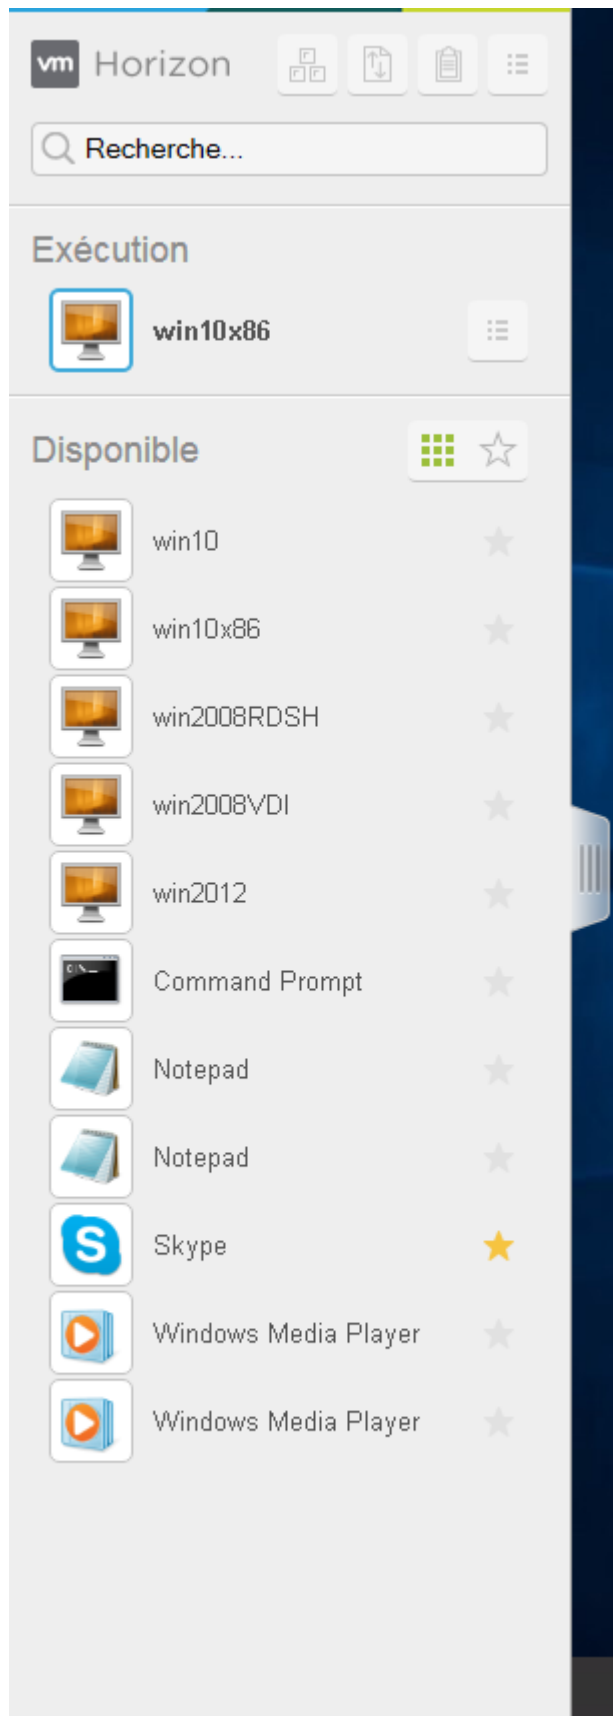 vm Horizon
Recherche...
Exécution
win10x86
Disponible
win10
win10x86
win2008RDSH
win2008VDI
win2012
C:\_
Command Prompt
Notepad
Notepad
S
Skype
Windows Media Player
Windows Media Player